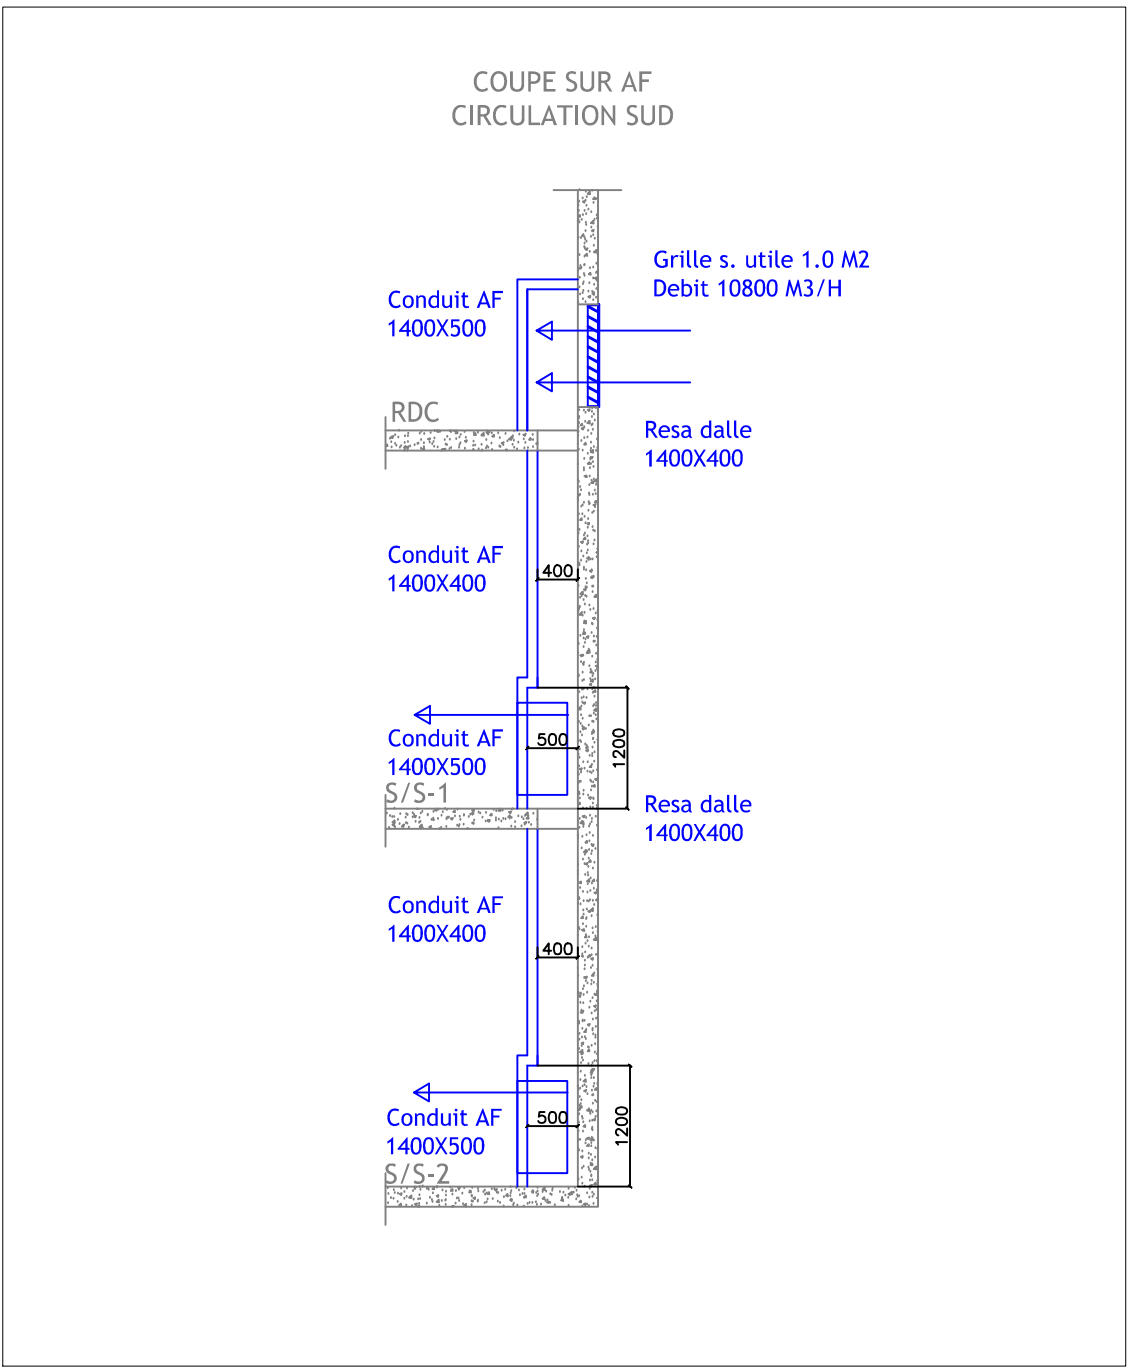 COUPE SUR AF
CIRCULATION SUD
Grille s. utile 1.0 M2
Debit 10800 M3/H
Conduit AF
1400X500
RDC
Resa dalle
1400X400
Conduit AF
1400X400
400
Conduit AF
1400X500
500
1200
S/S-1
Resa dalle
1400X400
Conduit AF
1400X400
400
Conduit AF
1400X500
500
1200
S/S-2